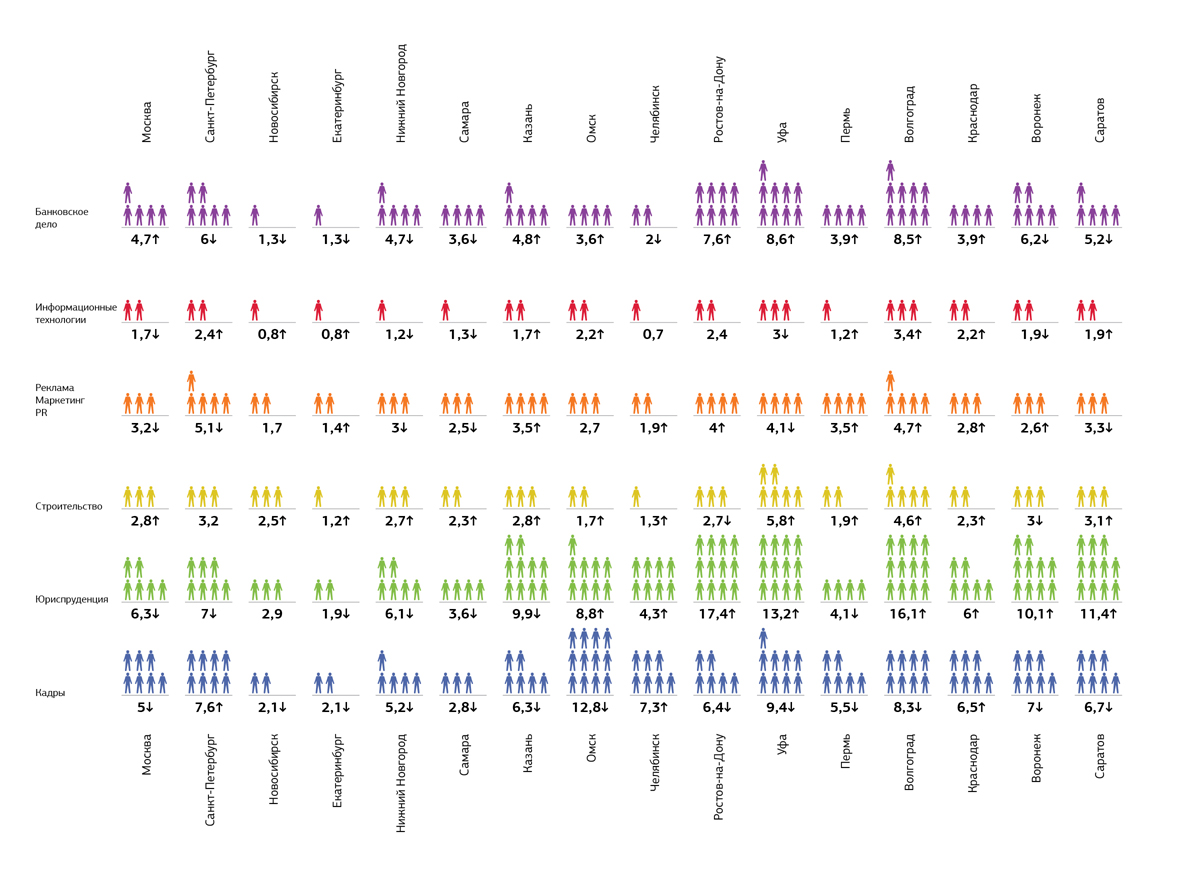 Москва
Санкт-Петербург
Новосибирск
Екатеринбург
Нижний Новгород
Самара
Казань
Омск
Челябинск
Ростов-на-Дону
Уфа
Пермь
Волгоград
Краснодар
Воронеж
Саратов
Банковское
дело
4,7↑ 6↓ 1,3↓ 1,3↓ 4,7↓ 3,6↓ 4,8↑ 3,6↑ 2↓ 7,6↑ 8,6↑ 3,9↑ 8,5↑ 3,9↑ 6,2↓ 5,2↓
Информационные
технологии
1,7↓ 2,4↑ 0,8↑ 0,8↑ 1,2↓ 1,3↓ 1,7↑ 2,2↑ 0,7 2,4 3↓ 1,2↑ 3,4↑ 2,2↑ 1,9↓ 1,9↑
Реклама
Маркетинг
PR
3,2↓ 5,1↓ 1,7 1,4↑ 3↓ 2,5↓ 3,5↑ 2,7 1,9↑ 4↑ 4,1↓ 3,5↑ 4,7↑ 2,8↑ 2,6↑ 3,3↓
Строительство
2,8↑ 3,2 2,5↑ 1,2↑ 2,7↑ 2,3↑ 2,8↑ 1,7↑ 1,3↑ 2,7↓ 5,8↑ 1,9↑ 4,6↑ 2,3↑ 3↓ 3,1↑
Юриспруденция
6,3↓ 7↓ 2,9 1,9↓ 6,1↓ 3,6↓ 9,9↓ 8,8↑ 4,3↑ 17,4↑ 13,2↑ 4,1↓ 16,1↑ 6↑ 10,1↑ 11,4↑
Кадры
5↓ 7,6↑ 2,1↓ 2,1↓ 5,2↓ 2,8↓ 6,3↓ 12,8↓ 7,3↑ 6,4↓ 9,4↓ 5,5↓ 8,3↓ 6,5↑ 7↓ 6,7↓
Москва
Санкт-Петербург
Новосибирск
Екатеринбург
Нижний Новгород
Самара
Казань
Омск
Челябинск
Ростов-на-Дону
Уфа
Пермь
Волгоград
Краснодар
Воронеж
Саратов